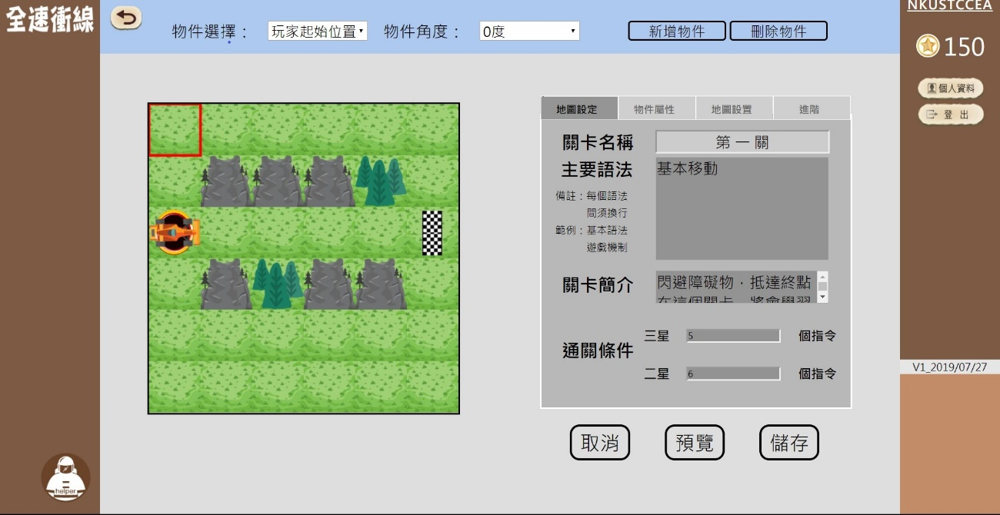 全速衝線
物件選擇：
玩家起始位置
物件角度：
0度
新增物件
刪除物件
NKUSTCCEA
150
個人資料
登 出
地圖設定
物件屬性
地圖設置
進階
關卡名稱
第一關
主要語法
基本移動
備註：每個語法
間須換行
範例：基本語法
遊戲機制
關卡簡介
閃避障礙物，抵達終點
在這個關卡，將會學習
通關條件
三星
5
個指令
二星
6
個指令
取消
預覽
儲存
V1_2019/07/27
helper